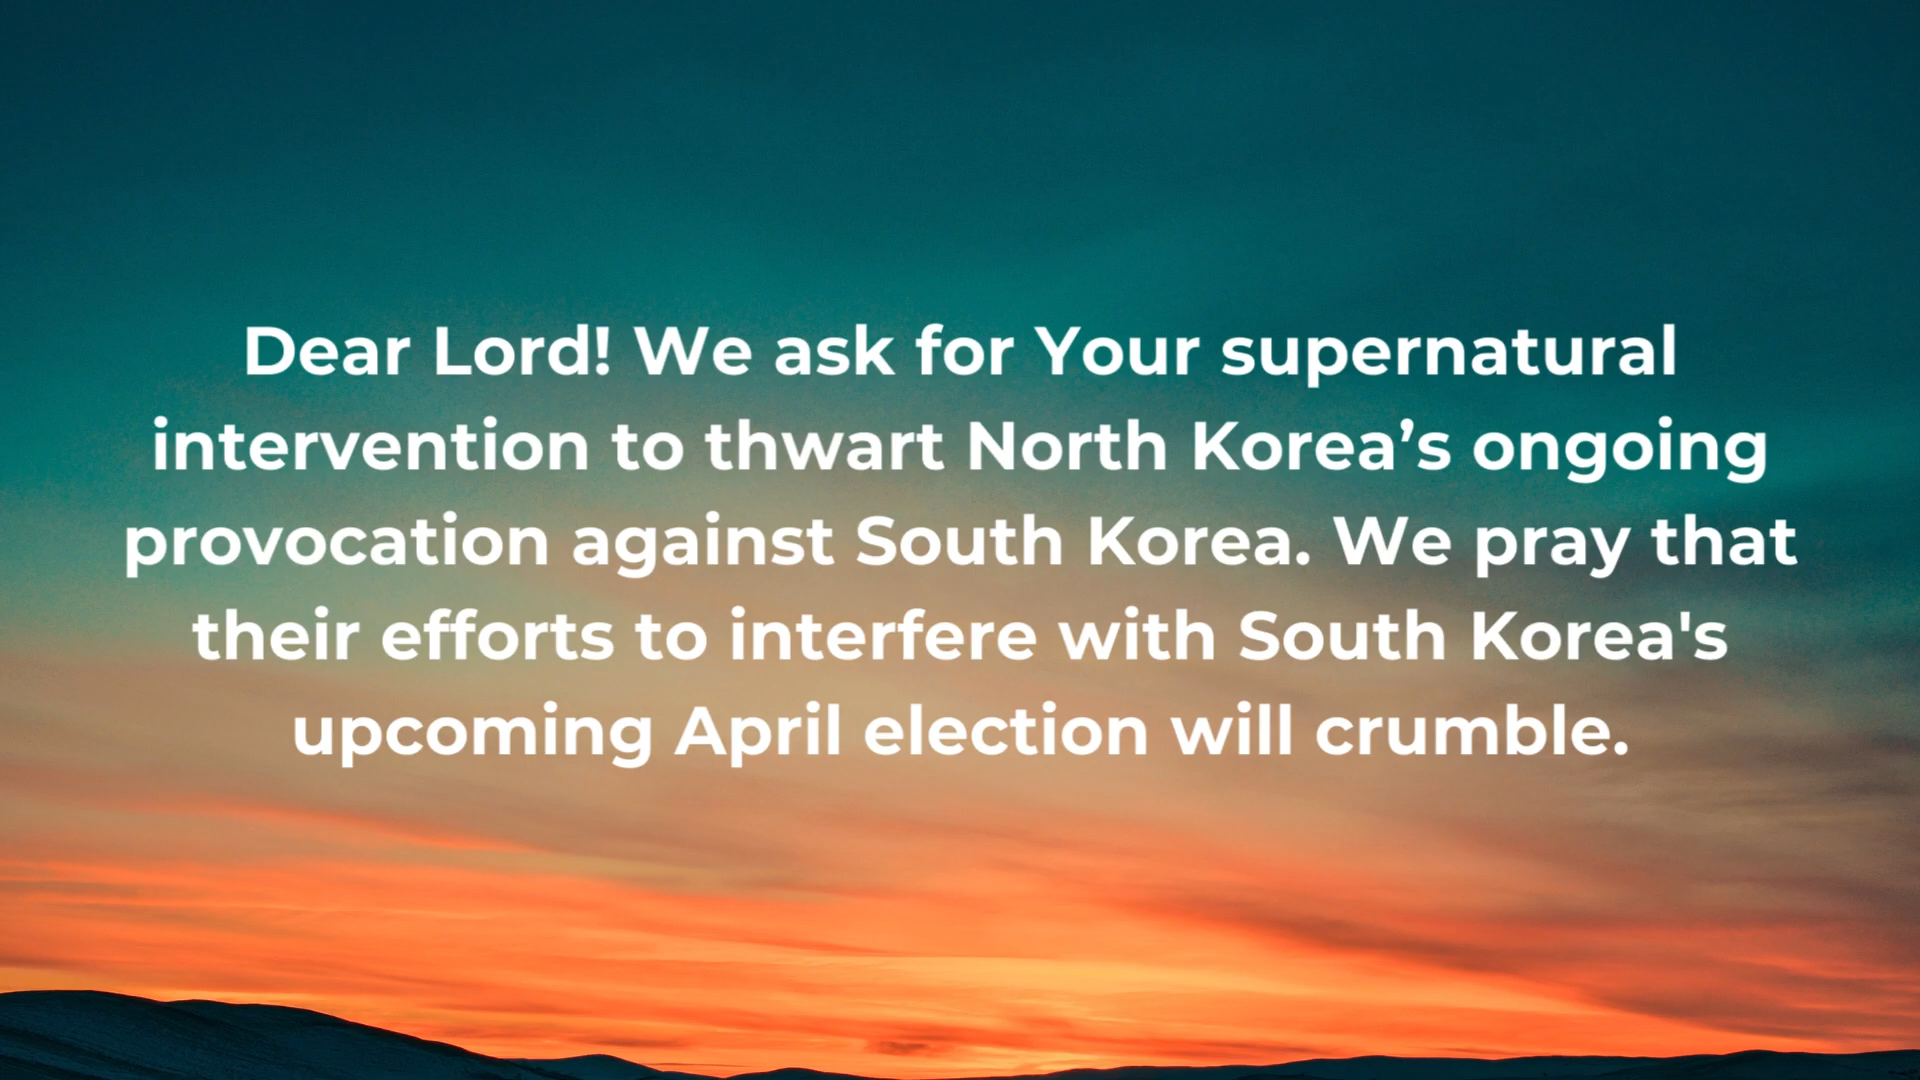 Dear Lord! We ask for Your supernatural
intervention to thwart North Korea’s ongoing
provocation against South Korea. We pray that
their efforts to interfere with South Korea's
upcoming April election will crumble.